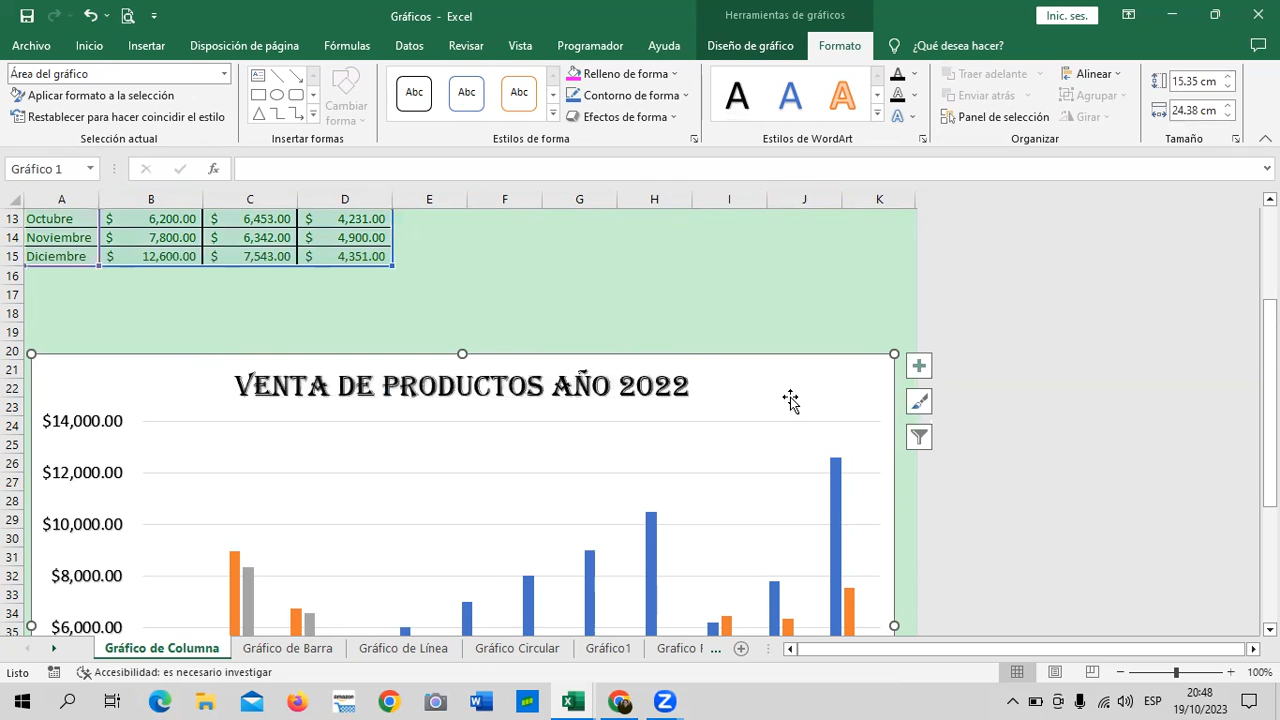 Gráficos - Excel
Herramientas de gráficos
Inic. ses.
Archivo Inicio Insertar Disposición de página Fórmulas Datos Revisar Vista Programador Ayuda Diseño de gráfico Formato ¿Qué desea hacer?
Área del gráfico
Aplicar formato a la selección
Restablecer para hacer coincidir el estilo
Selección actual
Cambiar
forma
Insertar formas
Abc Abc Abc
Relleno de forma
Contorno de forma
Efectos de forma
Estilos de forma
A A A
Estilos de WordArt
Traer adelante
Enviar atrás
Panel de selección
Alinear
Agrupar
Girar
Organizar
15.35 cm
24.38 cm
Tamaño
Gráfico 1
fx
A B C D E F G H I J K
13 Octubre $ 6,200.00 $ 6,453.00 $ 4,231.00
14 Noviembre $ 7,800.00 $ 6,342.00 $ 4,900.00
15 Diciembre $ 12,600.00 $ 7,543.00 $ 4,351.00
16
17
18
19
20
21
22
23
24
25
26
27
28
29
30
31
32
33
34
35
VENTA DE PRODUCTOS AÑO 2022
$14,000.00
$12,000.00
$10,000.00
$8,000.00
$6,000.00
Gráfico de Columna Gráfico de Barra Gráfico de Línea Gráfico Circular Gráfico1 Grafico ...
Listo
Accesibilidad: es necesario investigar
100%
amazon
ESP
20:48
19/10/2023